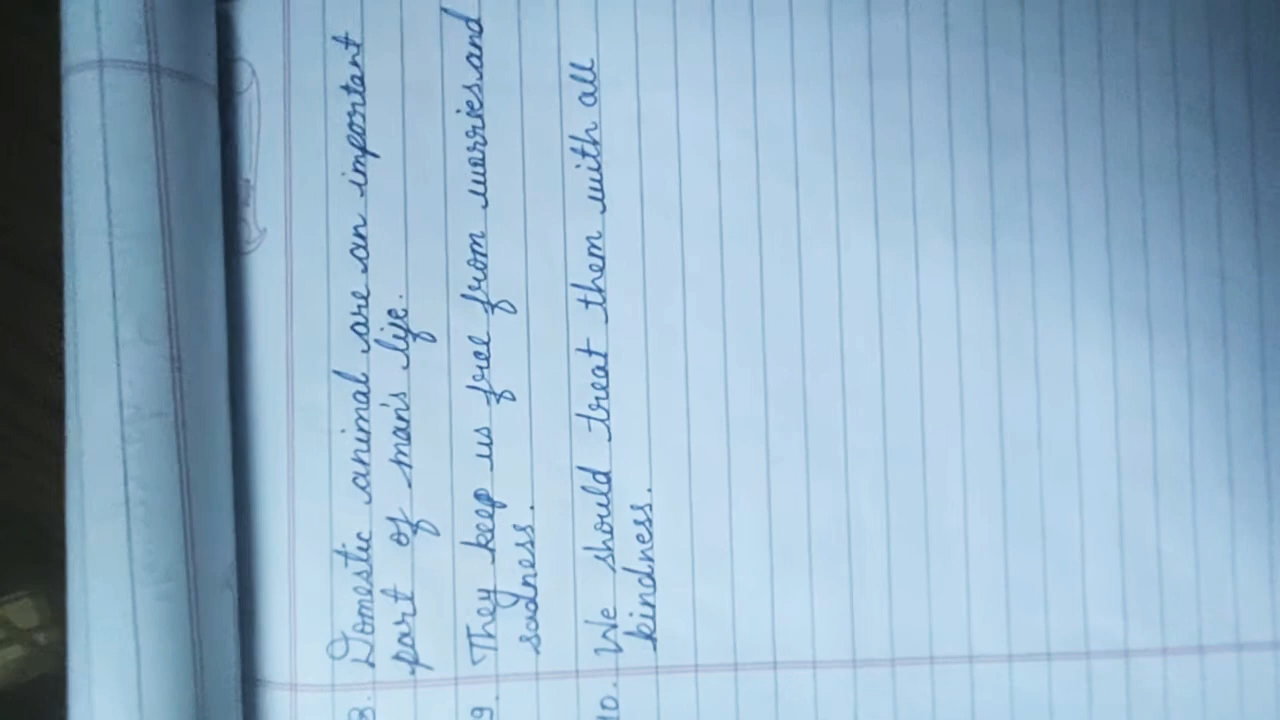 8. Domestic animal are an important
part of man's life.
9. They keep us free from worries and
sadness.
10. We should treat them with all
kindness.